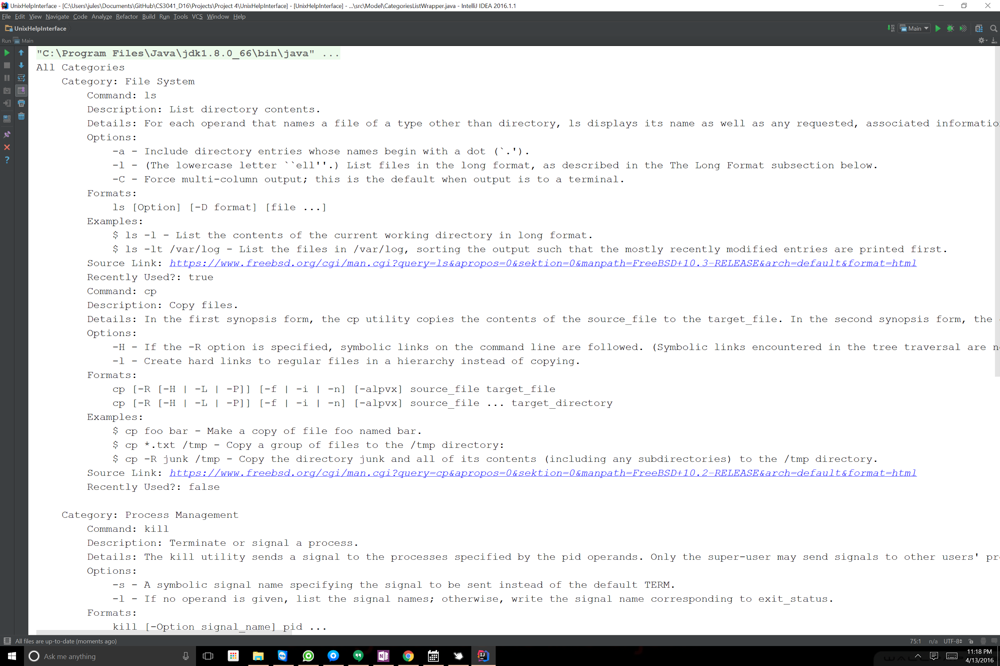 UnixHelpInterface - [C:\Users\jules\Documents\GitHub\CS3041_D16\Projects\Project 4\UnixHelpInterface] - [UnixHelpInterface] - ...\src\Model\CategoriesListWrapper.java - IntelliJ IDEA 2016.1.1
File Edit View Navigate Code Analyze Refactor Build Run Tools VCS Window Help
UnixHelpInterface
Main
Run Main
"C:\Program Files\Java\jdk1.8.0_66\bin\java" ...
All Categories
Category: File System
Command: ls
Description: List directory contents.
Details: For each operand that names a file of a type other than directory, ls displays its name as well as any requested, associated informatio
Options:
-a - Include directory entries whose names begin with a dot (`.').
-l - (The lowercase letter ``ell''.) List files in the long format, as described in the The Long Format subsection below.
-C - Force multi-column output; this is the default when output is to a terminal.
Formats:
ls [Option] [-D format] [file ...]
Examples:
$ ls -l - List the contents of the current working directory in long format.
$ ls -lt /var/log - List the files in /var/log, sorting the output such that the mostly recently modified entries are printed first.
Source Link: https://www.freebsd.org/cgi/man.cgi?query=ls&apropos=0&sektion=0&manpath=FreeBSD+10.3-RELEASE&arch=default&format=html
Recently Used?: true
Command: cp
Description: Copy files.
Details: In the first synopsis form, the cp utility copies the contents of the source_file to the target_file. In the second synopsis form, the
Options:
-H - If the -R option is specified, symbolic links on the command line are followed. (Symbolic links encountered in the tree traversal are n
-l - Create hard links to regular files in a hierarchy instead of copying.
Formats:
cp [-R [-H | -L | -P]] [-f | -i | -n] [-alpvx] source_file target_file
cp [-R [-H | -L | -P]] [-f | -i | -n] [-alpvx] source_file ... target_directory
Examples:
$ cp foo bar - Make a copy of file foo named bar.
$ cp *.txt /tmp - Copy a group of files to the /tmp directory:
$ cp -R junk /tmp - Copy the directory junk and all of its contents (including any subdirectories) to the /tmp directory.
Source Link: https://www.freebsd.org/cgi/man.cgi?query=cp&apropos=0&sektion=0&manpath=FreeBSD+10.2-RELEASE&arch=default&format=html
Recently Used?: false
Category: Process Management
Command: kill
Description: Terminate or signal a process.
Details: The kill utility sends a signal to the processes specified by the pid operands. Only the super-user may send signals to other users' pr
Options:
-s - A symbolic signal name specifying the signal to be sent instead of the default TERM.
-l - If no operand is given, list the signal names; otherwise, write the signal name corresponding to exit_status.
Formats:
kill [-Option signal_name] pid ...
All files are up-to-date (moments ago)
75:1 n/a UTF-8
Ask me anything
11:18 PM
4/13/2016